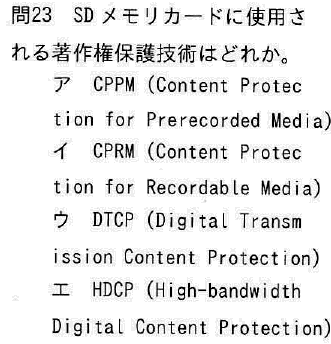 問23 SDメモリカードに使用さ
れる著作権保護技術はどれか。
ア CPPM (Content Protec
tion for Prerecorded Media)
イ CPRM (Content Protec
tion for Recordable Media)
ウ DTCP (Digital Transm
ission Content Protection)
エ HDCP (High-bandwidth
Digital Content Protection)